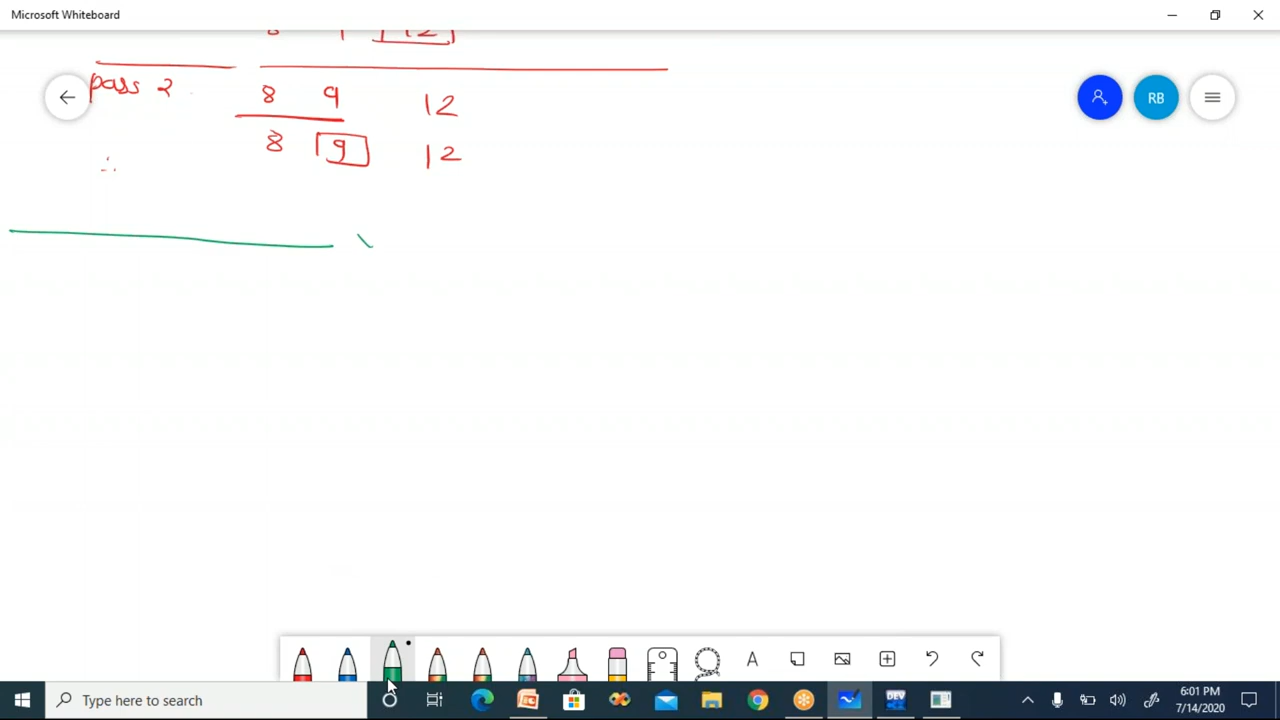 Microsoft Whiteboard
pass 2
8 9 12
8 9 12
∴
RB
A
Type here to search
DEV
6:01 PM
7/14/2020